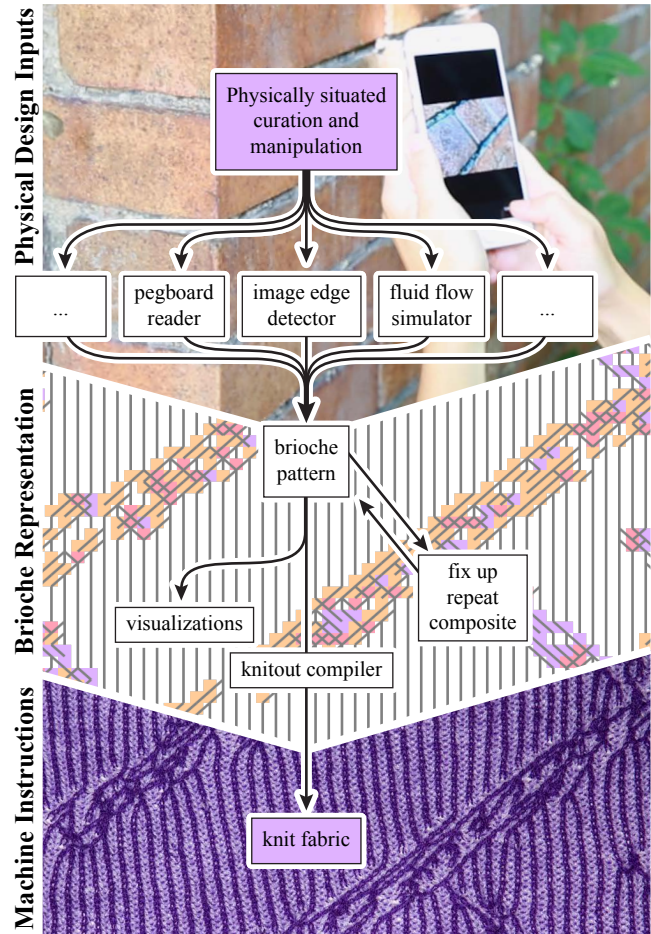 Physical Design Inputs
Physically situated
curation and
manipulation
...
pegboard
reader
image edge
detector
fluid flow
simulator
...
Brioche Representation
brioche
pattern
fix up
repeat
composite
visualizations
knitout compiler
Machine Instructions
knit fabric